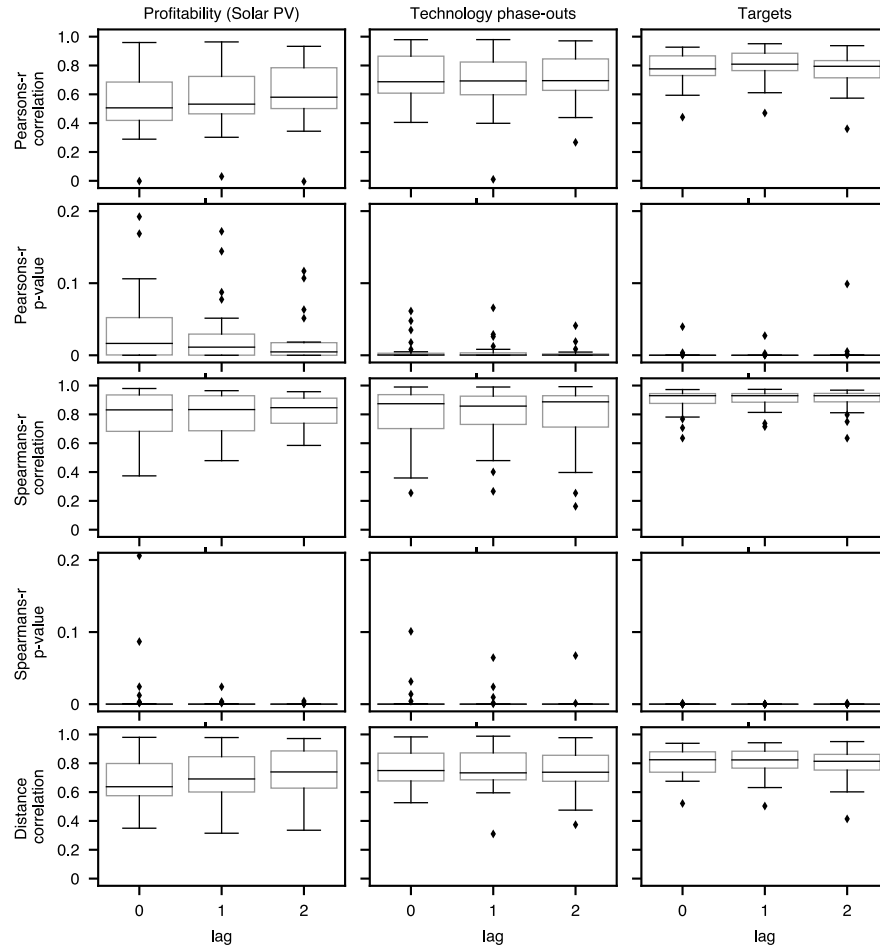 Profitability (Solar PV) Technology phase-outs Targets
Pearsons-r
correlation
1.0
0.8
0.6
0.4
0.2
0
Pearsons-r
p-value
0.2
0.1
0
Spearmans-r
correlation
1.0
0.8
0.6
0.4
0.2
0
Spearmans-r
p-value
0.2
0.1
0
Distance
correlation
1.0
0.8
0.6
0.4
0.2
0
0 1 2 0 1 2 0 1 2
lag lag lag